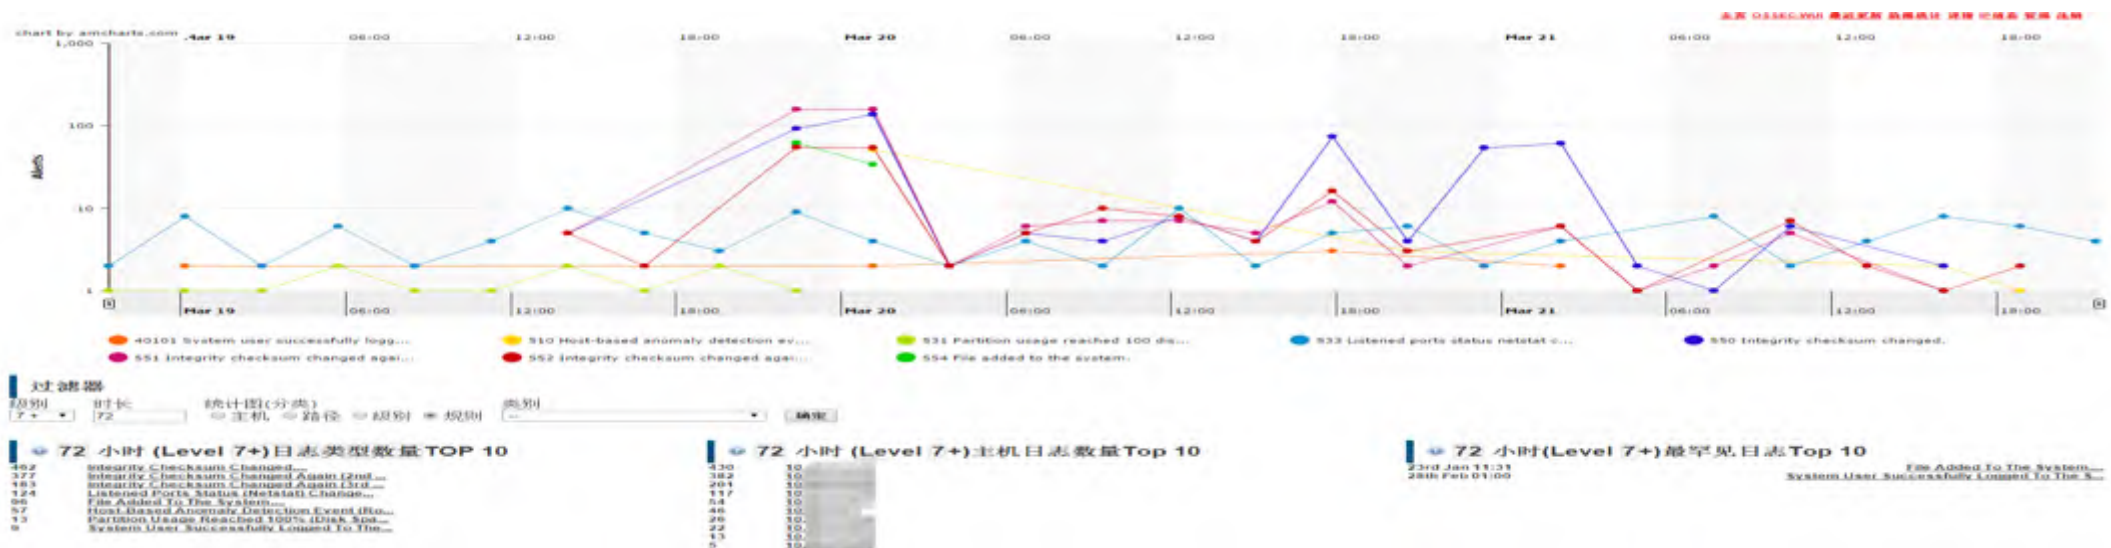 主页 OSSEC-WUI
chart by amcharts.com
Mar 19 06:00 12:00 18:00 Mar 20 06:00 12:00 18:00 Mar 21 06:00 12:00 18:00
1,000
100
Alerts
10
1
Mar 19 06:00 12:00 18:00 Mar 20 06:00 12:00 18:00 Mar 21 06:00 12:00 18:00
40101 System user successfully logg... 510 Host-based anomaly detection ev... 531 Partition usage reached 100 dis... 533 Listened ports status netstat c... 550 Integrity checksum changed.
551 Integrity checksum changed agai... 552 Integrity checksum changed agai... 554 File added to the system.
过滤器
级别 时长 统计图(分类) 类别
7 + 72 主机 路径 级别 规则 -- 确定
72 小时 (Level 7+)日志类型数量TOP 10 72 小时 (Level 7+)主机日志数量Top 10 72 小时(Level 7+)最罕见日志Top 10
462 Integrity Checksum Changed.... 430 10. 23rd Jan 11:31 File Added To The System....
377 Integrity Checksum Changed Again (2nd ... 382 10. 28th Feb 01:00 System User Successfully Logged To The S...
183 Integrity Checksum Changed Again (3rd ... 201 10.
124 Listened Ports Status (Netstat) Change... 117 10.
File Added To The System.... 54 10.
57 Host-Based Anomaly Detection Event (Ro... 46 10.
13 Partition Usage Reached 100% (Disk Spa... 26 10.
System User Successfully Logged To The... 22 10.
13 10.
5 10.